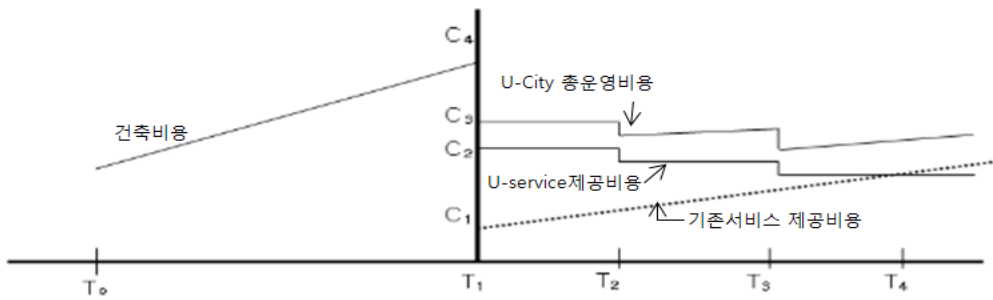 C₄
U-City 총운영비용
건축비용
C₃
C₂
U-service제공비용
C₁
기존서비스 제공비용
T₀
T₁
T₂
T₃
T₄